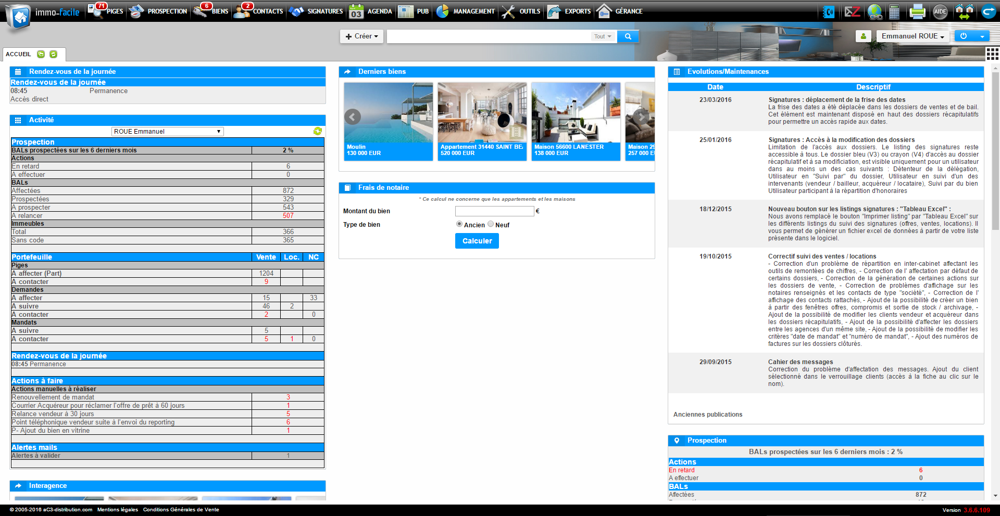 immo-facile
71
PIGES
PROSPECTION
6
BIENS
2
CONTACTS
SIGNATURES
03
AGENDA
PUB
MANAGEMENT
OUTILS
EXPORTS
GÉRANCE
AIDE
Créer
Tout
Emmanuel ROUE
ACCUEIL
Rendez-vous de la journée
Rendez-vous de la journée
08:45 Permanence
Accès direct
Activité
ROUE Emmanuel
Prospection
BALs prospectées sur les 6 derniers mois 2 %
Actions
En retard 6
A effectuer 0
BALs
Affectées 872
Prospectées 329
A prospecter 543
A relancer 507
Immeubles
Total 366
Sans code 365
Portefeuille Vente Loc. NC
Piges
A affecter (Part) 1204
A contacter 9
Demandes
A affecter 15 33
A suivre 46 2
A contacter 2 0
Mandats
A suivre 5
A contacter 5 1 0
Rendez-vous de la journée
08:45 Permanence
Actions à faire
Actions manuelles à réaliser
Renouvellement de mandat 3
Courrier Acquéreur pour réclamer l'offre de prêt à 60 jours 1
Relance vendeur à 30 jours 5
Point téléphonique vendeur suite à l'envoi du reporting 6
P- Ajout du bien en vitrine 1
Alertes mails
Alertes à valider 1
Interagence
Derniers biens
Moulin
130 000 EUR
Appartement 31440 SAINT BEA
520 000 EUR
Maison 56600 LANESTER
138 000 EUR
Maison 29
257 000 EU
Frais de notaire
* Ce calcul ne concerne que les appartements et les maisons
Montant du bien €
Type de bien Ancien Neuf
Calculer
Evolutions/Maintenances
Date Descriptif
23/03/2016 Signatures : déplacement de la frise des dates
La frise des dates a été déplacée dans les dossiers de ventes et de bail.
Cet élément est maintenant disposé en haut des dossiers récapitulatifs
pour permettre un accès rapide aux dates.
25/01/2016 Signatures : Accès à la modification des dossiers
Limitation de l'accès aux dossiers. Le listing des signatures reste
accessible à tous. Le dossier bleu (V3) ou crayon (V4) d'accès au dossier
récapitulatif et à sa modificiation, est visible uniquement pour un utilisateur
dans au moins un des cas suivants : Détenteur de la délégation,
Utilisateur en "Suivi par" du dossier, Utilisateur en suivi d'un des
intervenants (vendeur / bailleur, acquéreur / locataire), Suivi par du bien
Utilisateur participant à la répartition d'honoraires
18/12/2015 Nouveau bouton sur les listings signatures : "Tableau Excel" :
Nous avons remplacé le bouton "Imprimer listing" par "Tableau Excel" sur
les différents listings du suivi des signatures (offres, ventes, locations). Il
vous permet de générer un fichier excel de données à partir de votre liste
présente dans le logiciel.
19/10/2015 Correctif suivi des ventes / locations
- Correction d'un problème de répartition en inter-cabinet affectant les
outils de remontées de chiffres, - Correction de l' affectation par défaut de
certains dossiers, - Correction de la génération de certaines actions sur
les dossiers de vente, - Correction de problèmes d'affichage sur les
notaires renseignés et les contacts de type "société", - Correction de l'
affichage des contacts rattachés, - Ajout de la possibilité de créer un bien
à partir des fenêtres offres, compromis et sortie de stock / archivage, -
Ajout de la possibilité de modifier les clients vendeur et acquéreur dans
les dossiers récapitulatifs, - Ajout de la possibilité d'affecter les dossiers
entre les agences d'un même site, - Ajout de la possibilité de modifier les
critères "date de mandat" et "numéro de mandat", - Ajout des numéros de
factures sur les dossiers clôturés.
29/09/2015 Cahier des messages
Correction du problème d'affectation des messages. Ajout du client
sélectionné dans le verrouillage clients (accès à la fiche au clic sur le
nom).
Anciennes publications
Prospection
BALs prospectées sur les 6 derniers mois : 2 %
Actions
En retard 6
A effectuer 0
BALs
Affectées 872
© 2005-2016 aC3-distribution.com Mentions légales Conditions Générales de Vente
Version 3.6.6.109